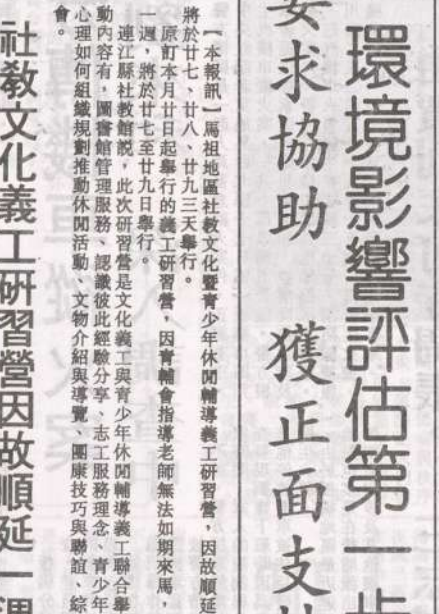 環境影響評估第一步
要求協助 獲正面支持
【本報訊】馬祖地區社教文化暨青少年休閒輔導義工研習營，因故順延
一週，將於廿七至廿九日舉行。
將於廿七、廿八、廿九三天舉行。
原訂本月廿日起舉行的義工研習營，因青輔會指導老師無法如期來馬，
連江縣社教館説，此次研習營是文化義工與青少年休閒輔導義工聯合舉
動內容有，圖書館管理服務、認識彼此經驗分享、志工服務理念、青少年
心理如何組織規劃推動休閒活動、文物介紹與導覽、團康技巧與聯誼、綜
會。
社教文化義工研習營因故順延一週